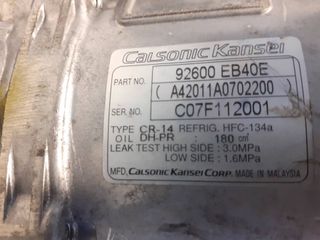 Calsonic Kansei
PART NO. 92600 EB40E
( A42011A0702200 )
SER NO. C07F112001
TYPE CR-14 REFRIG. HFC-134a
OIL DH-PR : 180 cm³
LEAK TEST HIGH SIDE : 3.0MPa
LOW SIDE : 1.6MPa
MFD. Calsonic Kansei CORP. MADE IN MALAYSIA